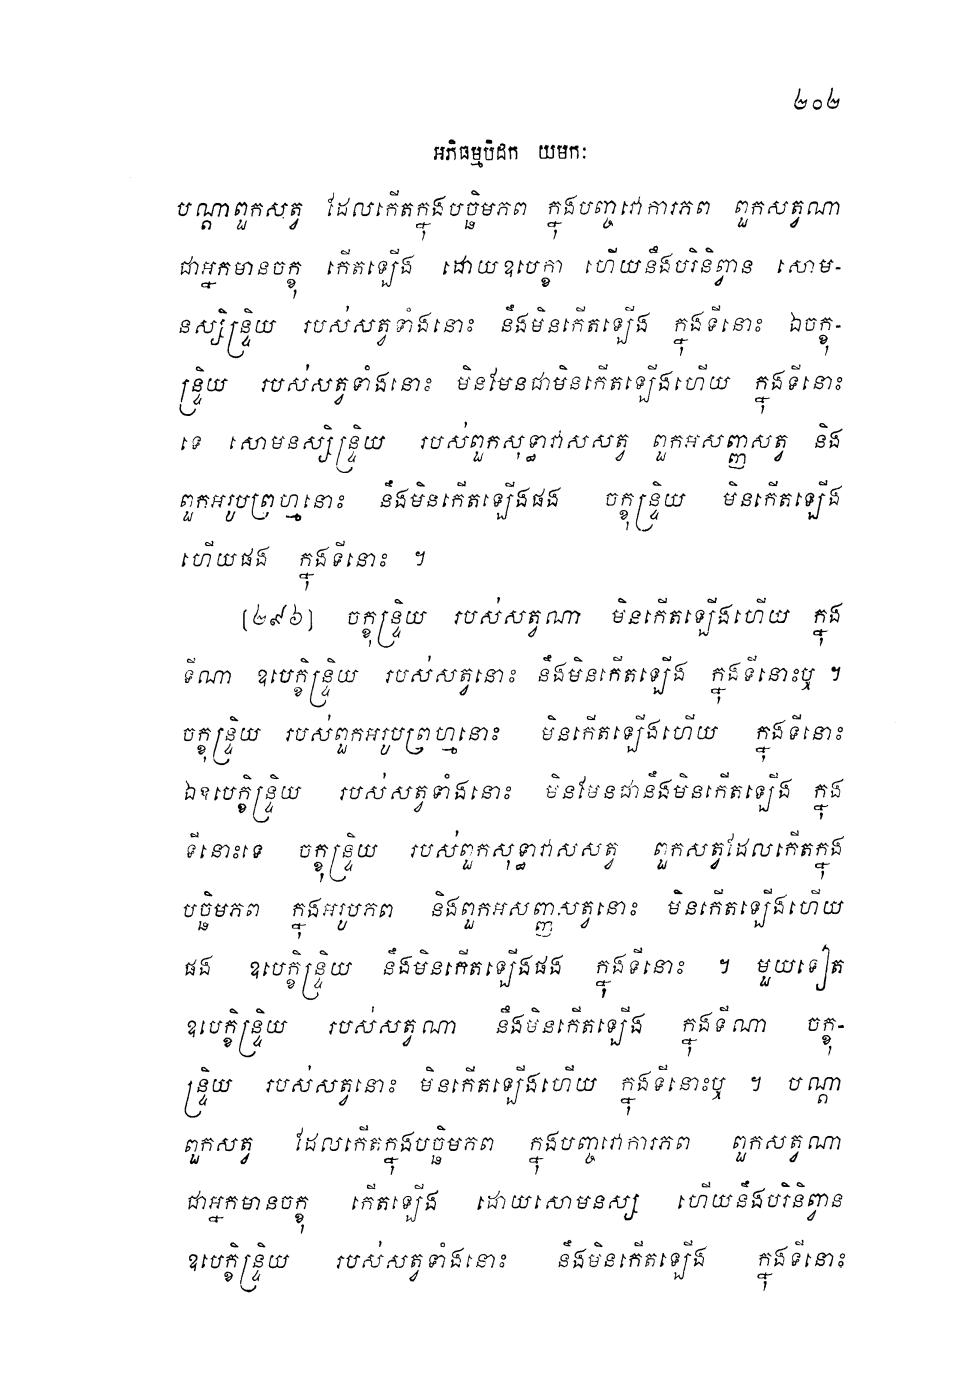 ២០២
អភិធម្មបិដក យមកៈ
បណ្ដាពួកសត្វ ដែលកើតក្នុងបច្ឆិមភព ក្នុងបញ្ចវោការភព ពួកសត្វណា
ជាអ្នកមានចក្ខុ កើតឡើង ដោយឧបេក្ខា ហើយនឹងបរិនិព្វាន សោម-
នស្សិន្ទ្រិយ របស់សត្វទាំងនោះ នឹងមិនកើតឡើង ក្នុងទីនោះ ឯចក្ខុ-
ន្ទ្រិយ របស់សត្វទាំងនោះ មិនមែនជាមិនកើតឡើងហើយ ក្នុងទីនោះ
ទេ សោមនស្សិន្ទ្រិយ របស់ពួកសុទ្ធាវាសសត្វ ពួកអសញ្ញសត្វ និង
ពួកអរូបព្រហ្មនោះ នឹងមិនកើតឡើងផង ចក្ខុន្ទ្រិយ មិនកើតឡើង
ហើយផង ក្នុងទីនោះ ។
[២៩៦] ចក្ខុន្ទ្រិយ របស់សត្វណា មិនកើតឡើងហើយ ក្នុង
ទីណា ឧបេក្ខិន្ទ្រិយ របស់សត្វនោះ នឹងមិនកើតឡើង ក្នុងទីនោះឬ ។
ចក្ខុន្ទ្រិយ របស់ពួកអរូបព្រហ្មនោះ មិនកើតឡើងហើយ ក្នុងទីនោះ
ឯឧបេក្ខិន្ទ្រិយ របស់សត្វទាំងនោះ មិនមែនជានឹងមិនកើតឡើង ក្នុង
ទីនោះទេ ចក្ខុន្ទ្រិយ របស់ពួកសុទ្ធាវាសសត្វ ពួកសត្វដែលកើតក្នុង
បច្ឆិមភព ក្នុងអរូបភព និងពួកអសញ្ញសត្វនោះ មិនកើតឡើងហើយ
ផង ឧបេក្ខិន្ទ្រិយ នឹងមិនកើតឡើងផង ក្នុងទីនោះ ។ មួយទៀត
ឧបេក្ខិន្ទ្រិយ របស់សត្វណា នឹងមិនកើតឡើង ក្នុងទីណា ចក្ខុ-
ន្ទ្រិយ របស់សត្វនោះ មិនកើតឡើងហើយ ក្នុងទីនោះឬ ។ បណ្ដា
ពួកសត្វ ដែលកើតក្នុងបច្ឆិមភព ក្នុងបញ្ចវោការភព ពួកសត្វណា
ជាអ្នកមានចក្ខុ កើតឡើង ដោយសោមនស្ស ហើយនឹងបរិនិព្វាន
ឧបេក្ខិន្ទ្រិយ របស់សត្វទាំងនោះ នឹងមិនកើតឡើង ក្នុងទីនោះ